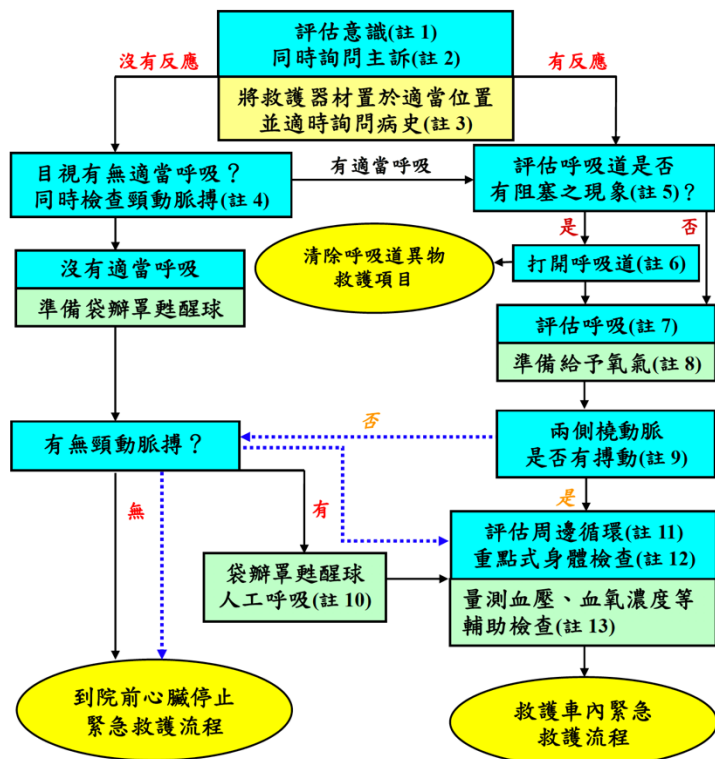 評估意識(註 1)
同時詢問主訴(註 2)
沒有反應
有反應
將救護器材置於適當位置
並適時詢問病史(註 3)
目視有無適當呼吸？
同時檢查頸動脈搏(註 4)
有適當呼吸
評估呼吸道是否
有阻塞之現象(註 5)？
是
否
清除呼吸道異物
救護項目
打開呼吸道(註 6)
沒有適當呼吸
準備袋瓣罩甦醒球
評估呼吸(註 7)
準備給予氧氣(註 8)
否
有無頸動脈搏？
兩側橈動脈
是否有搏動(註 9)
是
無
有
評估周邊循環(註 11)
重點式身體檢查(註 12)
袋瓣罩甦醒球
人工呼吸(註 10)
量測血壓、血氧濃度等
輔助檢查(註 13)
到院前心臟停止
緊急救護流程
救護車內緊急
救護流程